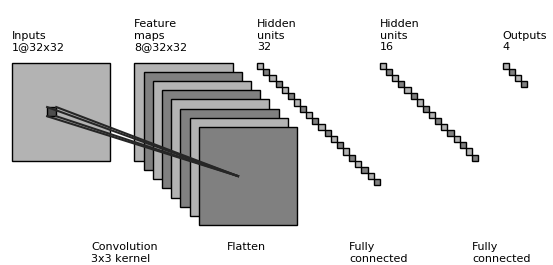 Inputs
1@32x32
Feature
maps
8@32x32
Hidden
units
32
Hidden
units
16
Outputs
4
Convolution
3x3 kernel
Flatten
Fully
connected
Fully
connected